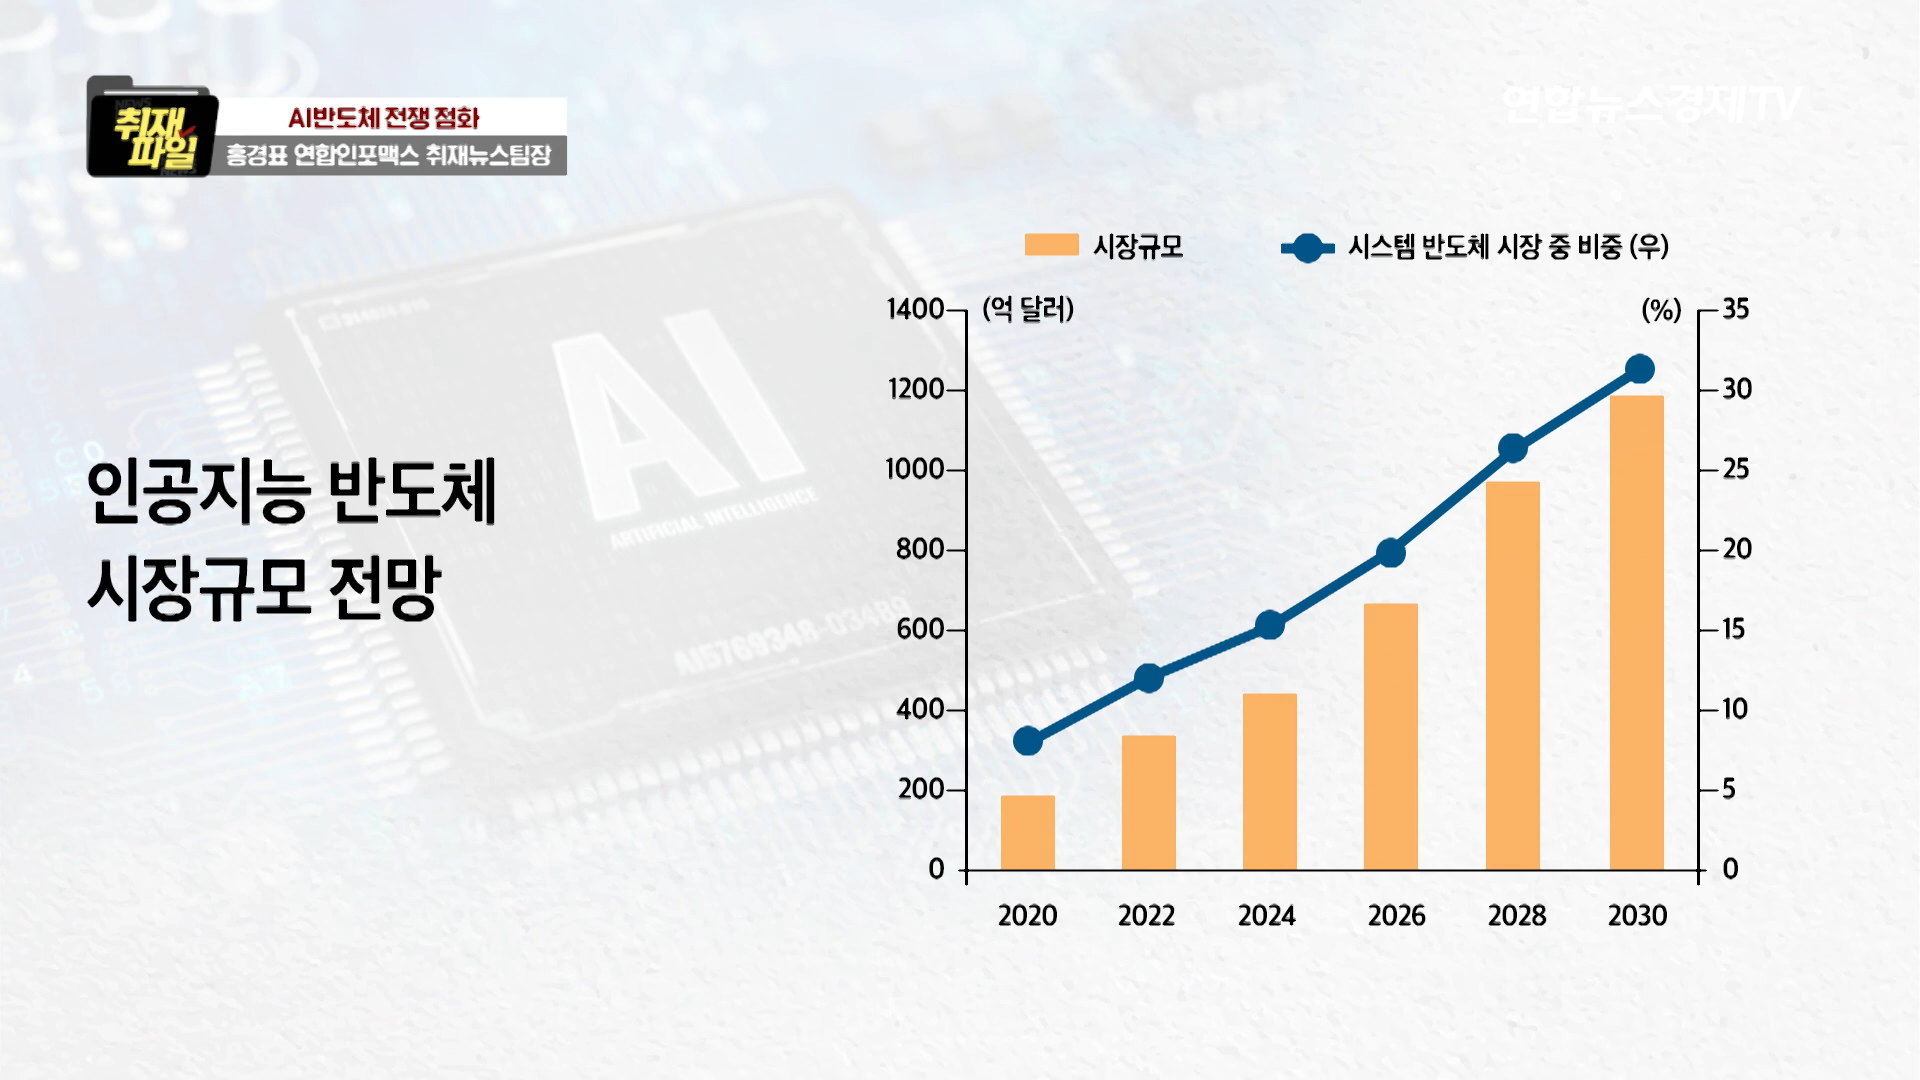 NEWS
취재
파일
NEWS
AI반도체 전쟁 점화
홍경표 연합인포맥스 취재뉴스팀장
연합뉴스경제TV
인공지능 반도체
시장규모 전망
AI
ARTIFICIAL INTELLIGENCE
AI5769348-034R9
시장규모
시스템 반도체 시장 중 비중 (우)
(억 달러)
(%)
1400
1200
1000
800
600
400
200
0
35
30
25
20
15
10
5
0
2020 2022 2024 2026 2028 2030